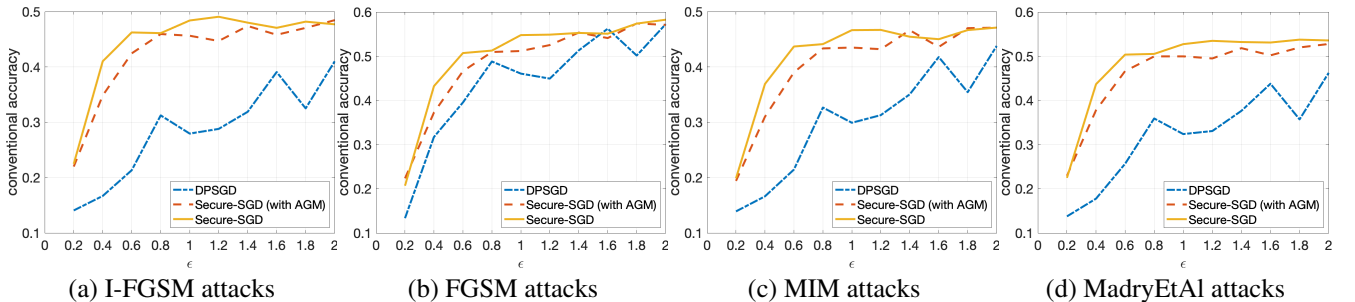 conventional accuracy
0.5
0.4
0.3
0.2
0.1
0 0.2 0.4 0.6 0.8 1 1.2 1.4 1.6 1.8 2
ϵ
DPSGD
Secure-SGD (with AGM)
Secure-SGD
(a) I-FGSM attacks
conventional accuracy
0.6
0.5
0.4
0.3
0.2
0.1
0 0.2 0.4 0.6 0.8 1 1.2 1.4 1.6 1.8 2
ϵ
DPSGD
Secure-SGD (with AGM)
Secure-SGD
(b) FGSM attacks
conventional accuracy
0.5
0.4
0.3
0.2
0.1
0 0.2 0.4 0.6 0.8 1 1.2 1.4 1.6 1.8 2
ϵ
DPSGD
Secure-SGD (with AGM)
Secure-SGD
(c) MIM attacks
conventional accuracy
0.6
0.5
0.4
0.3
0.2
0.1
0 0.2 0.4 0.6 0.8 1 1.2 1.4 1.6 1.8 2
ϵ
DPSGD
Secure-SGD (with AGM)
Secure-SGD
(d) MadryEtAl attacks